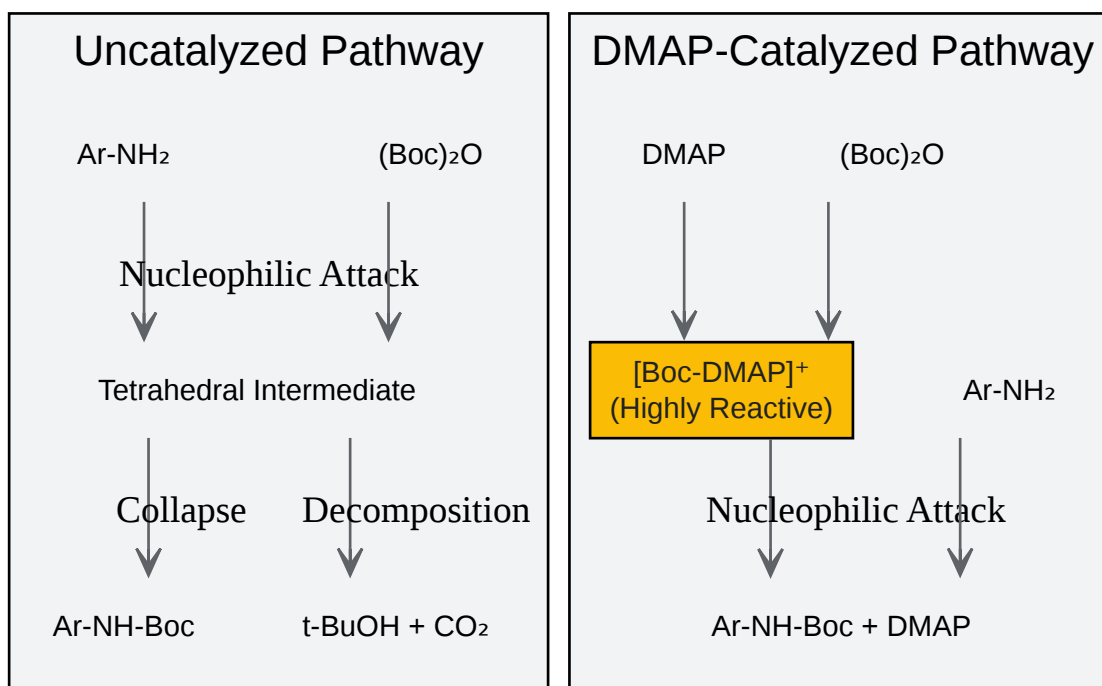 Uncatalyzed Pathway
Ar-NH₂
(Boc)₂O
Nucleophilic Attack
Tetrahedral Intermediate
Collapse
Decomposition
Ar-NH-Boc
t-BuOH + CO₂
DMAP-Catalyzed Pathway
DMAP
(Boc)₂O
[Boc-DMAP]⁺
(Highly Reactive)
Ar-NH₂
Nucleophilic Attack
Ar-NH-Boc + DMAP